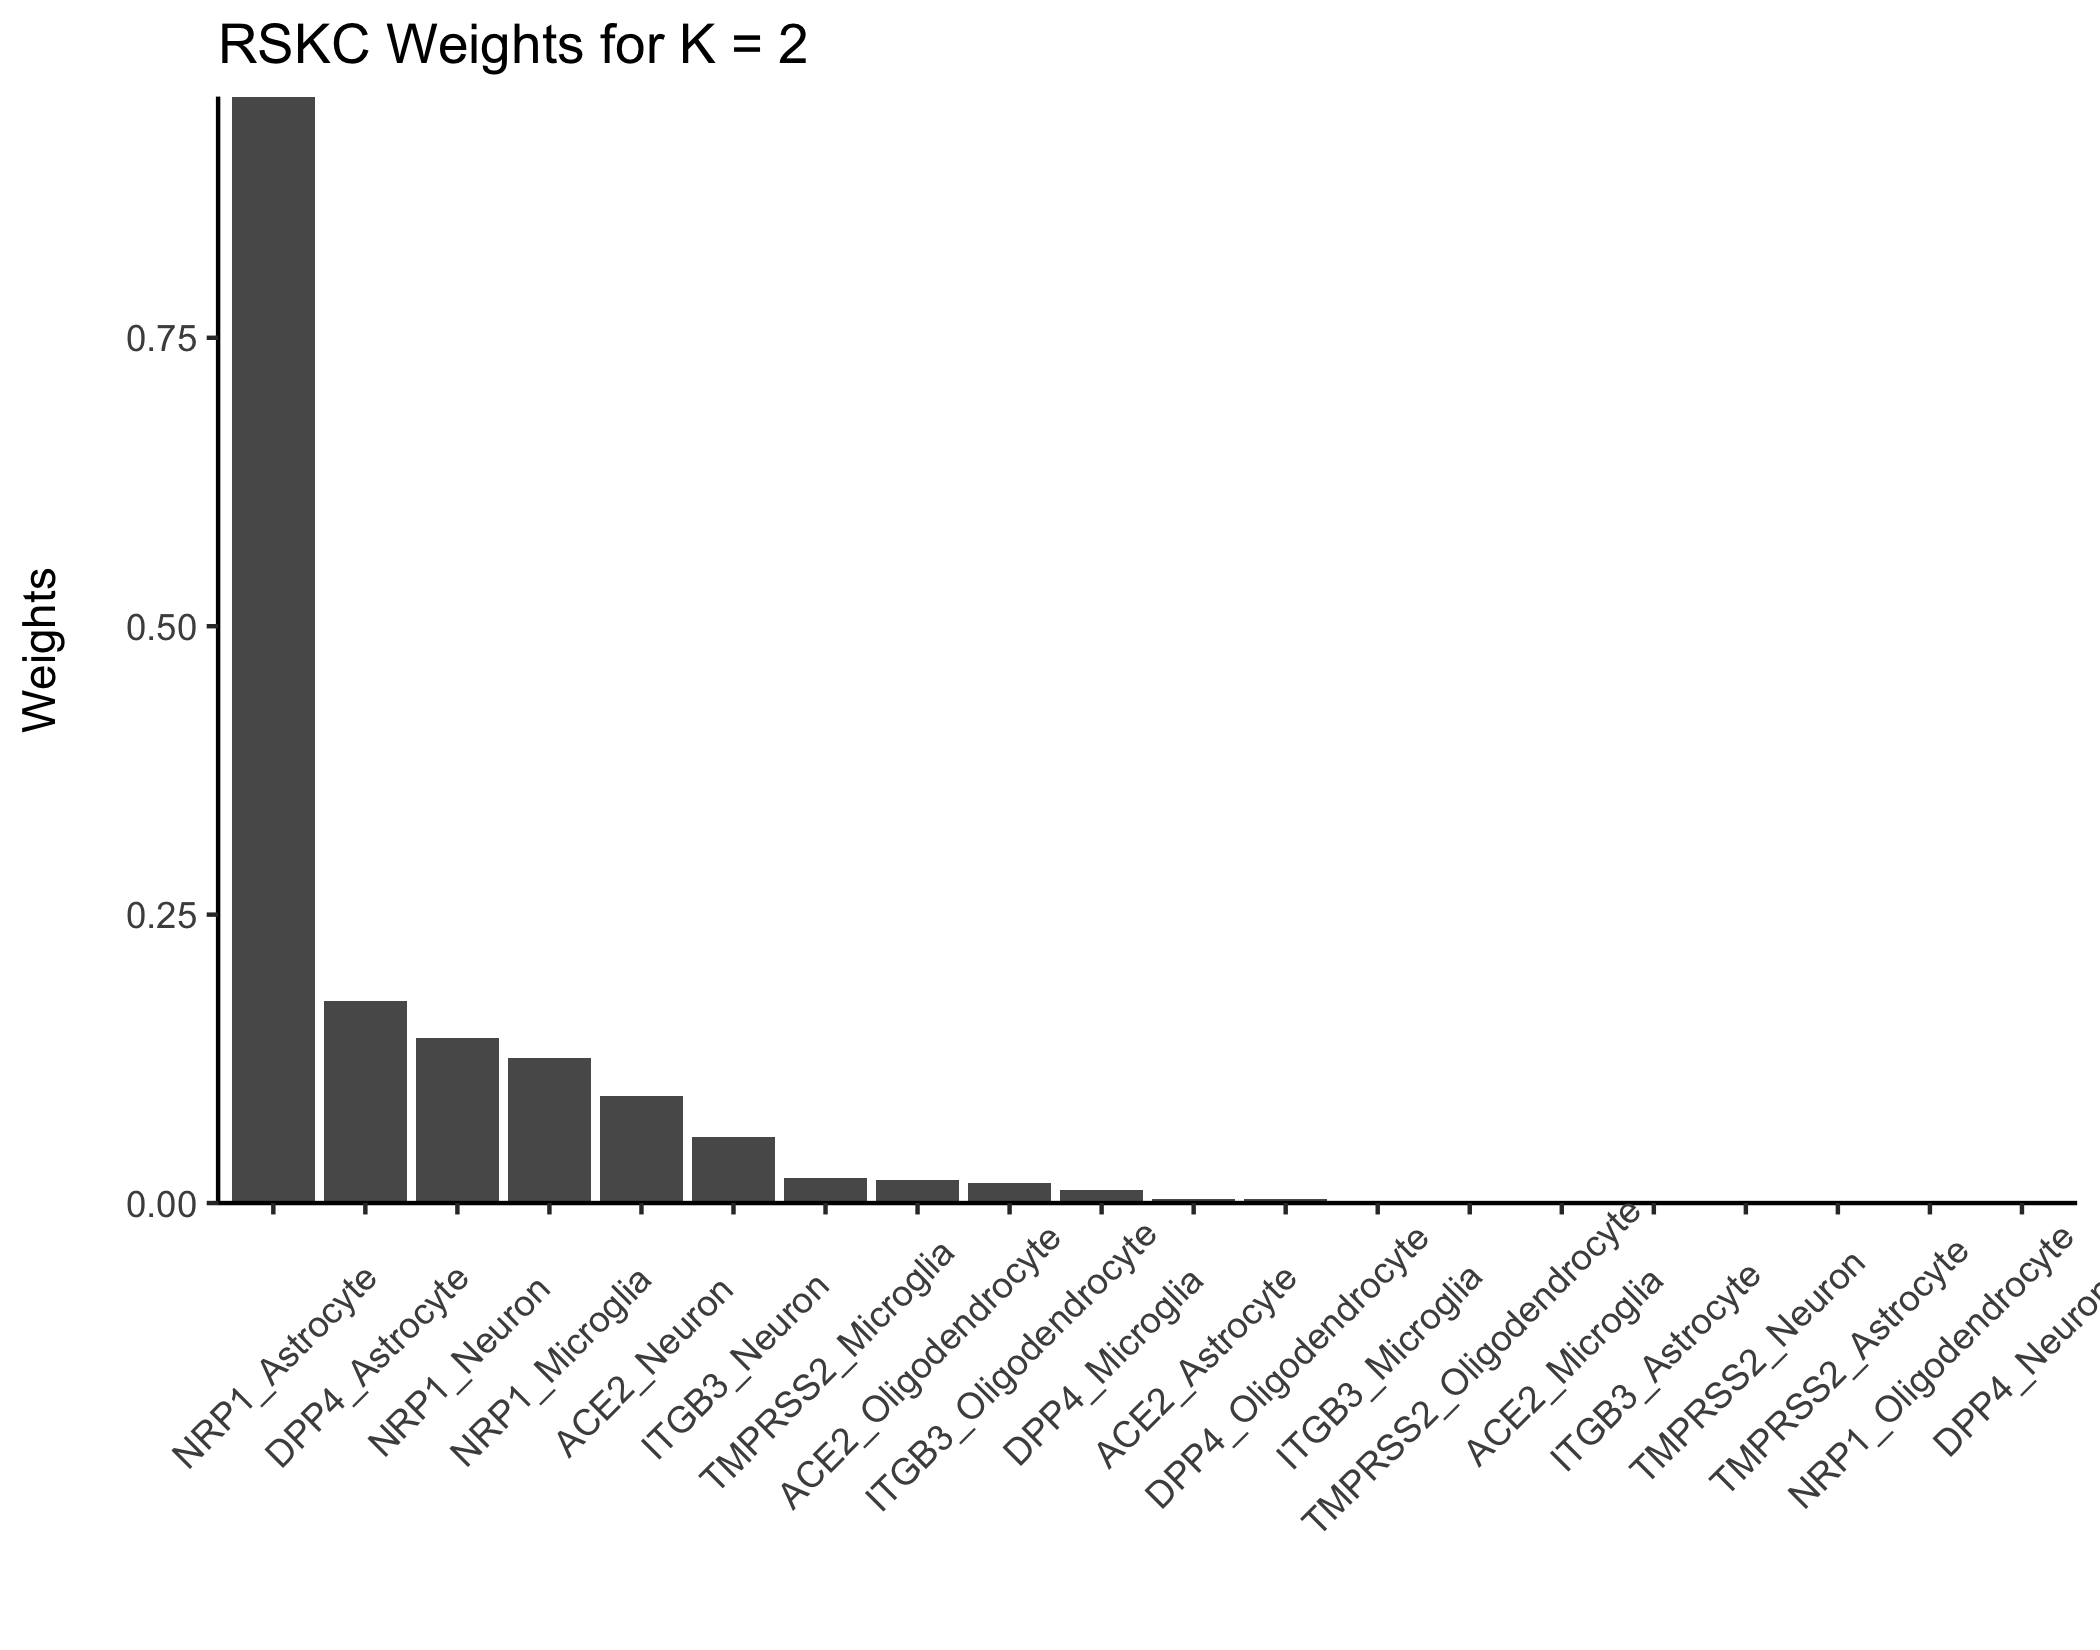 RSKC Weights for K = 2
Weights
0.75
0.50
0.25
0.00
NRP1_Astrocyte
DPP4_Astrocyte
NRP1_Neuron
NRP1_Microglia
ACE2_Neuron
ITGB3_Neuron
TMPRSS2_Microglia
ACE2_Oligodendrocyte
ITGB3_Oligodendrocyte
DPP4_Microglia
ACE2_Astrocyte
DPP4_Oligodendrocyte
ITGB3_Microglia
TMPRSS2_Oligodendrocyte
ACE2_Microglia
ITGB3_Astrocyte
TMPRSS2_Neuron
TMPRSS2_Astrocyte
NRP1_Oligodendrocyte
DPP4_Neuron